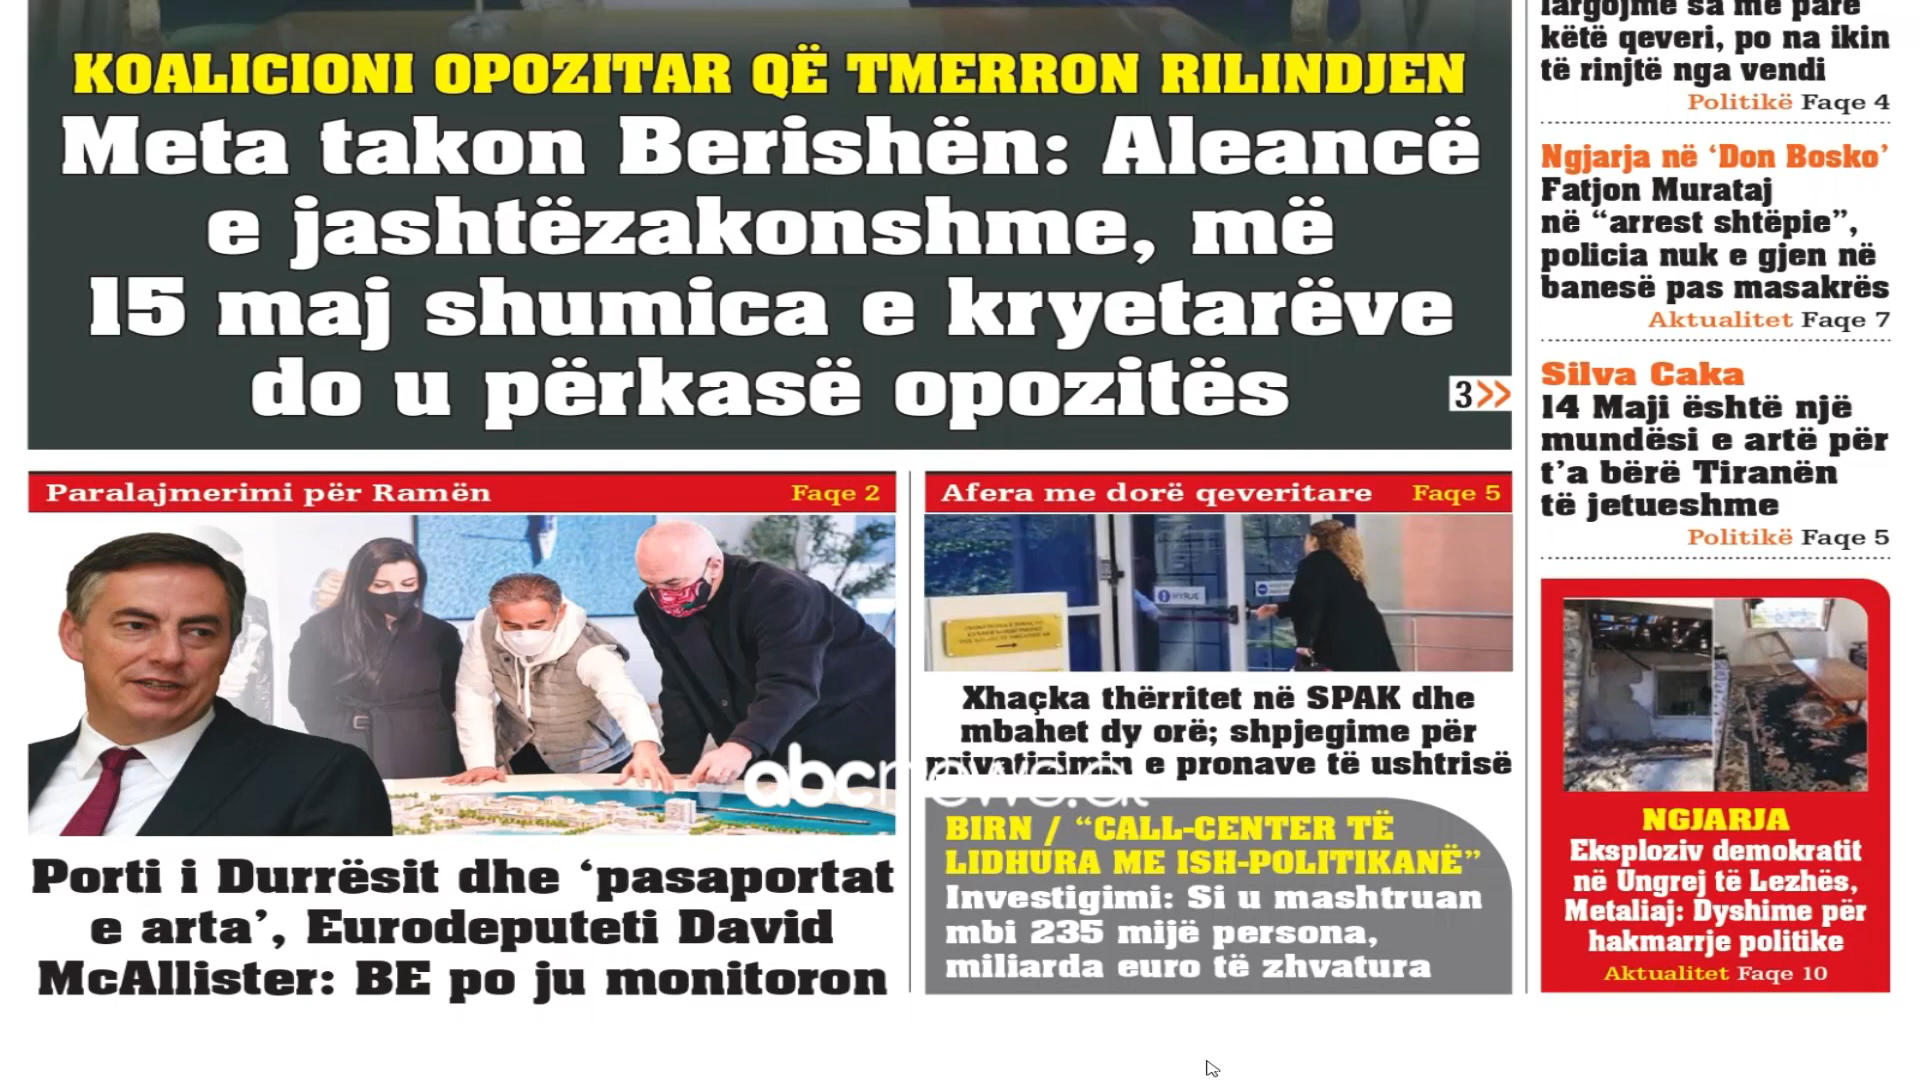 KOALICIONI OPOZITAR QË TMERRON RILINDJEN
Meta takon Berishën: Aleancë
e jashtëzakonshme, më
15 maj shumica e kryetarëve
do u përkasë opozitës
3>>
Paralajmerimi për Ramën Faqe 2
Porti i Durrësit dhe ‘pasaportat
e arta’, Eurodeputeti David
McAllister: BE po ju monitoron
Afera me dorë qeveritare Faqe 5
HYRJE
Xhaçka thërritet në SPAK dhe
mbahet dy orë; shpjegime për
privatizimin e pronave të ushtrisë
abcnews.al
BIRN / “CALL-CENTER TË
LIDHURA ME ISH-POLITIKANË”
Investigimi: Si u mashtruan
mbi 235 mijë persona,
miliarda euro të zhvatura
largojmë sa më parë
këtë qeveri, po na ikin
të rinjtë nga vendi
Politikë Faqe 4
Ngjarja në ‘Don Bosko’
Fatjon Murataj
në “arrest shtëpie”,
policia nuk e gjen në
banesë pas masakrës
Aktualitet Faqe 7
Silva Caka
14 Maji është një
mundësi e artë për
t’a bërë Tiranën
të jetueshme
Politikë Faqe 5
NGJARJA
Eksploziv demokratit
në Ungrej të Lezhës,
Metaliaj: Dyshime për
hakmarrje politike
Aktualitet Faqe 10